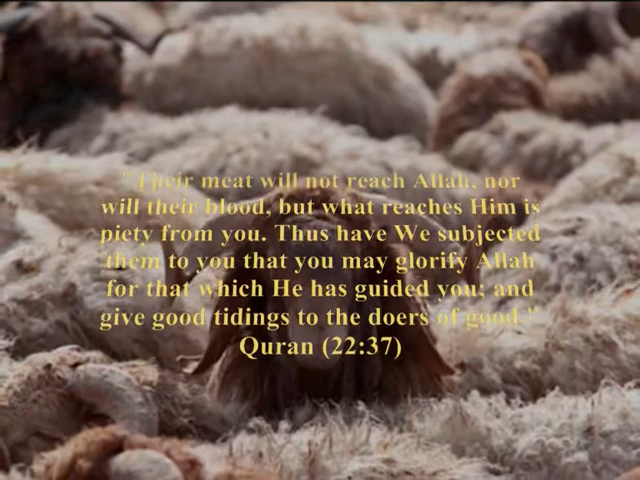 "Their meat will not reach Allah, nor
will their blood, but what reaches Him is
piety from you. Thus have We subjected
them to you that you may glorify Allah
for that which He has guided you; and
give good tidings to the doers of good."
Quran (22:37)